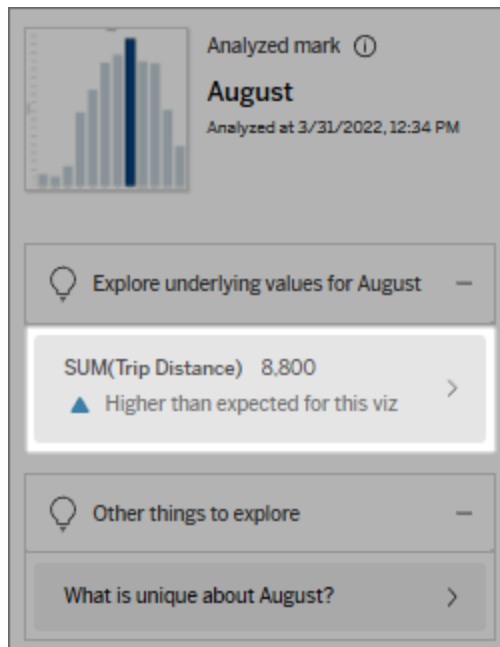 Analyzed mark
August
Analyzed at 3/31/2022, 12:34 PM
Explore underlying values for August
SUM(Trip Distance) 8,800
Higher than expected for this viz
Other things to explore
What is unique about August?